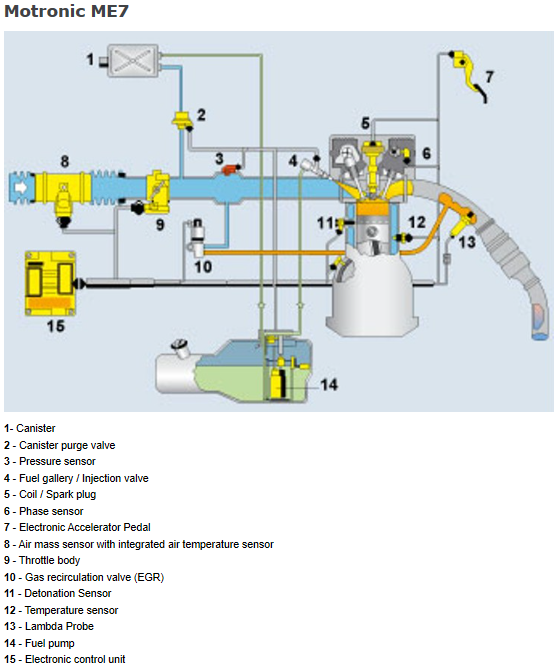 Motronic ME7
1
2
3
4
5
6
7
8
9
10
11
12
13
14
15
1- Canister
2 - Canister purge valve
3 - Pressure sensor
4 - Fuel gallery / Injection valve
5 - Coil / Spark plug
6 - Phase sensor
7 - Electronic Accelerator Pedal
8 - Air mass sensor with integrated air temperature sensor
9 - Throttle body
10 - Gas recirculation valve (EGR)
11 - Detonation Sensor
12 - Temperature sensor
13 - Lambda Probe
14 - Fuel pump
15 - Electronic control unit